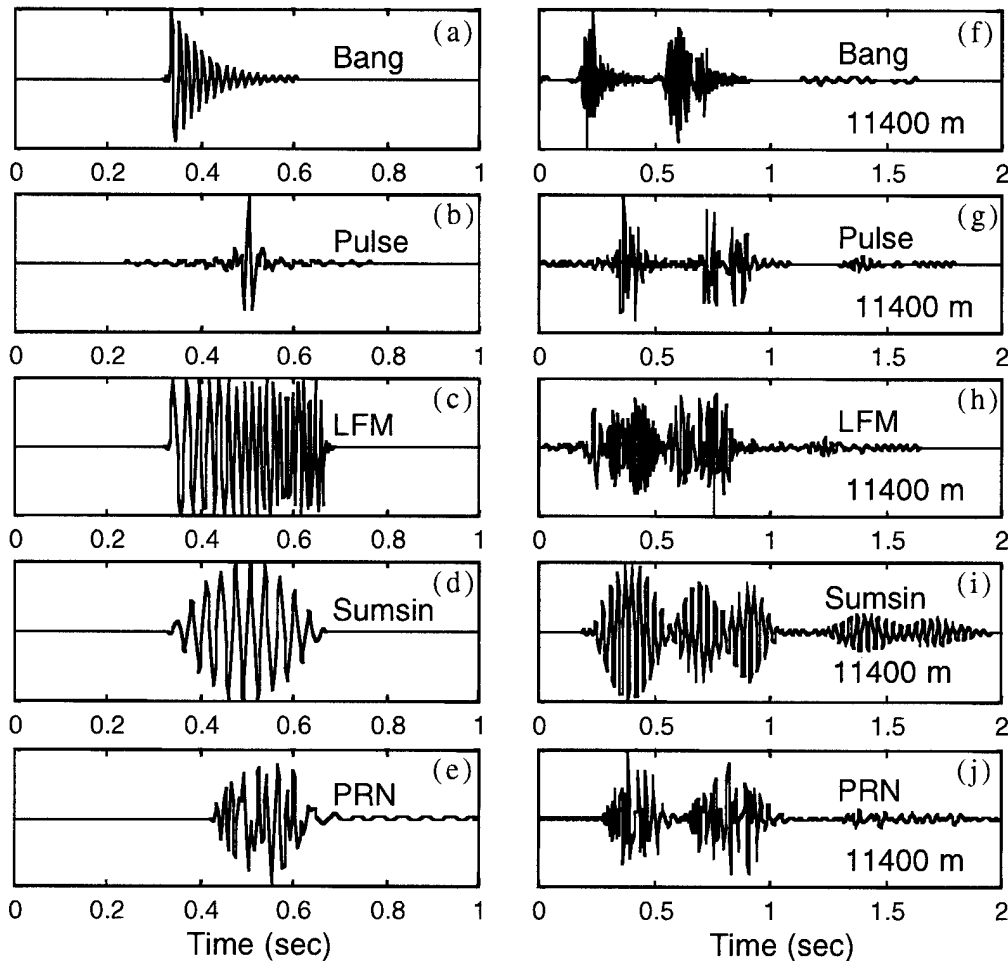 (a)
Bang
0 0.2 0.4 0.6 0.8 1
(b)
Pulse
0 0.2 0.4 0.6 0.8 1
(c)
LFM
0 0.2 0.4 0.6 0.8 1
(d)
Sumsin
0 0.2 0.4 0.6 0.8 1
(e)
PRN
0 0.2 0.4 0.6 0.8 1
Time (sec)
(f)
Bang
11400 m
0 0.5 1 1.5 2
(g)
Pulse
11400 m
0 0.5 1 1.5 2
(h)
LFM
11400 m
0 0.5 1 1.5 2
(i)
Sumsin
11400 m
0 0.5 1 1.5 2
(j)
PRN
11400 m
0 0.5 1 1.5 2
Time (sec)